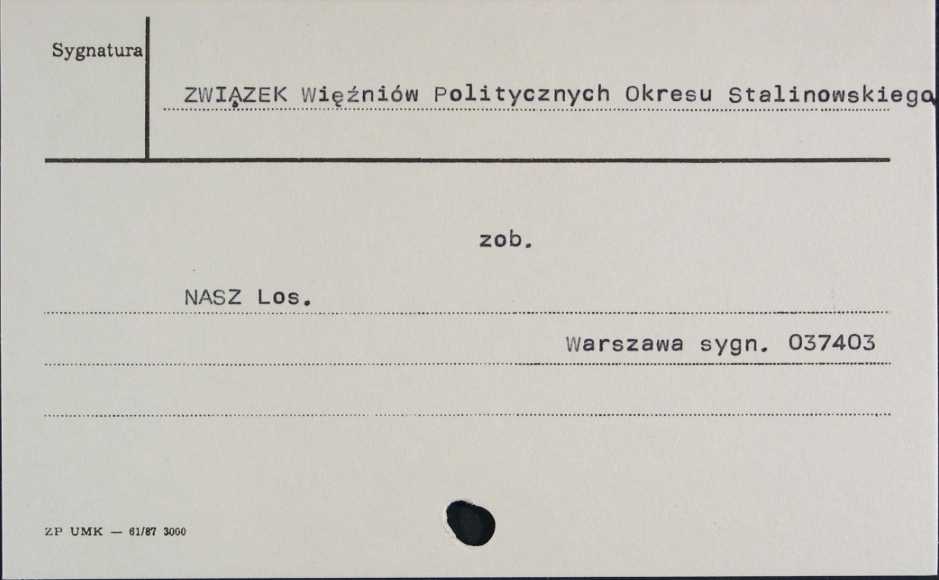 Sygnatura
ZWIĄZEK Więźniów Politycznych Okresu Stalinowskiego
zob.
NASZ Los.
Warszawa sygn. 037403
ZP UMK — 61/87 3000